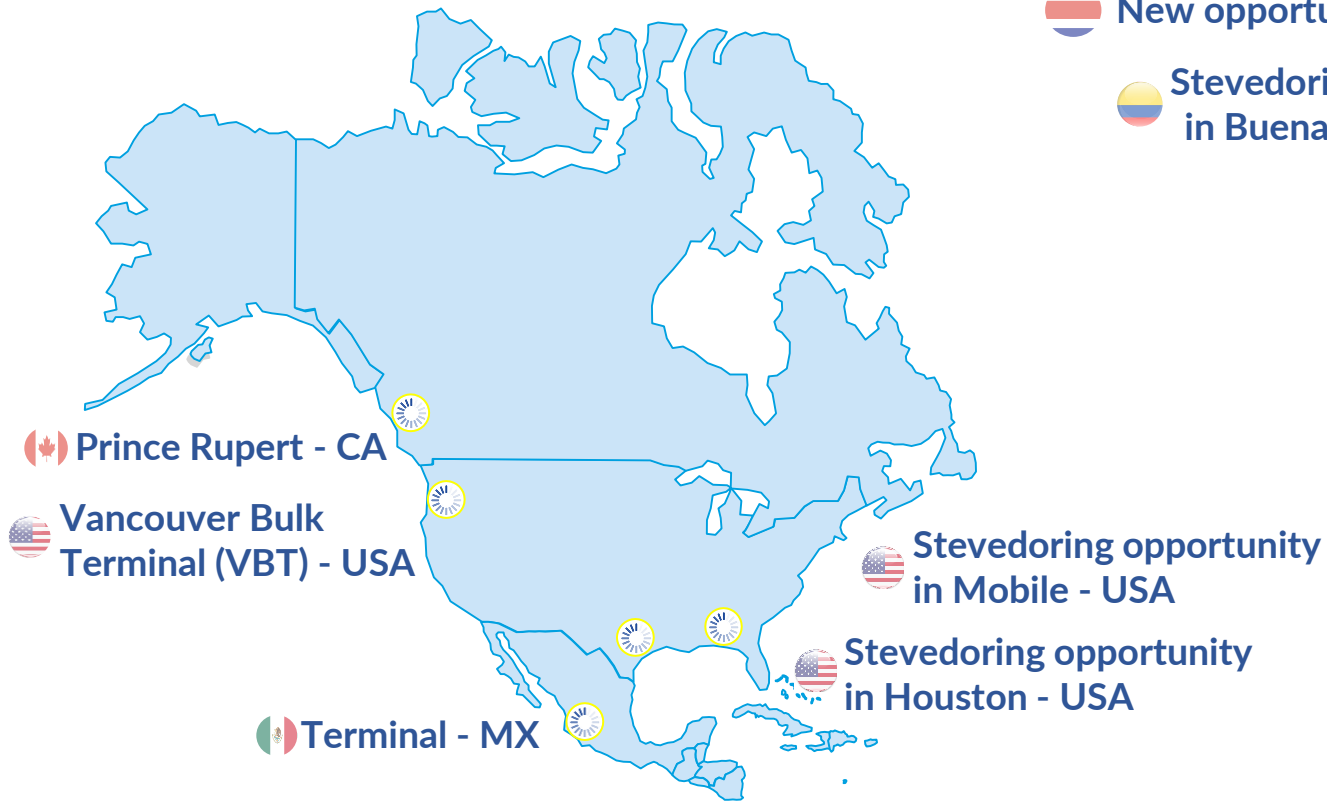 New opportu
Stevedori
in Buena
Prince Rupert - CA
Vancouver Bulk
Terminal (VBT) - USA
Stevedoring opportunity
in Mobile - USA
Stevedoring opportunity
in Houston - USA
Terminal - MX